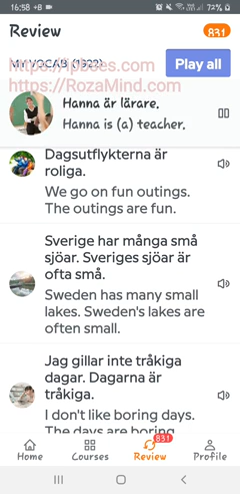 16:58
72%
Review
831
MY VOCAB (1522)
Play all
https://ipses.com
https://RozaMind.com
Hanna är lärare.
Hanna is (a) teacher.
Dagsutflykterna är
roliga.
We go on fun outings.
The outings are fun.
Sverige har många små
sjöar. Sveriges sjöar är
ofta små.
Sweden has many small
lakes. Sweden's lakes are
often small.
Jag gillar inte tråkiga
dagar. Dagarna är
tråkiga.
I don't like boring days.
The days are boring.
831
Home
Courses
Review
Profile